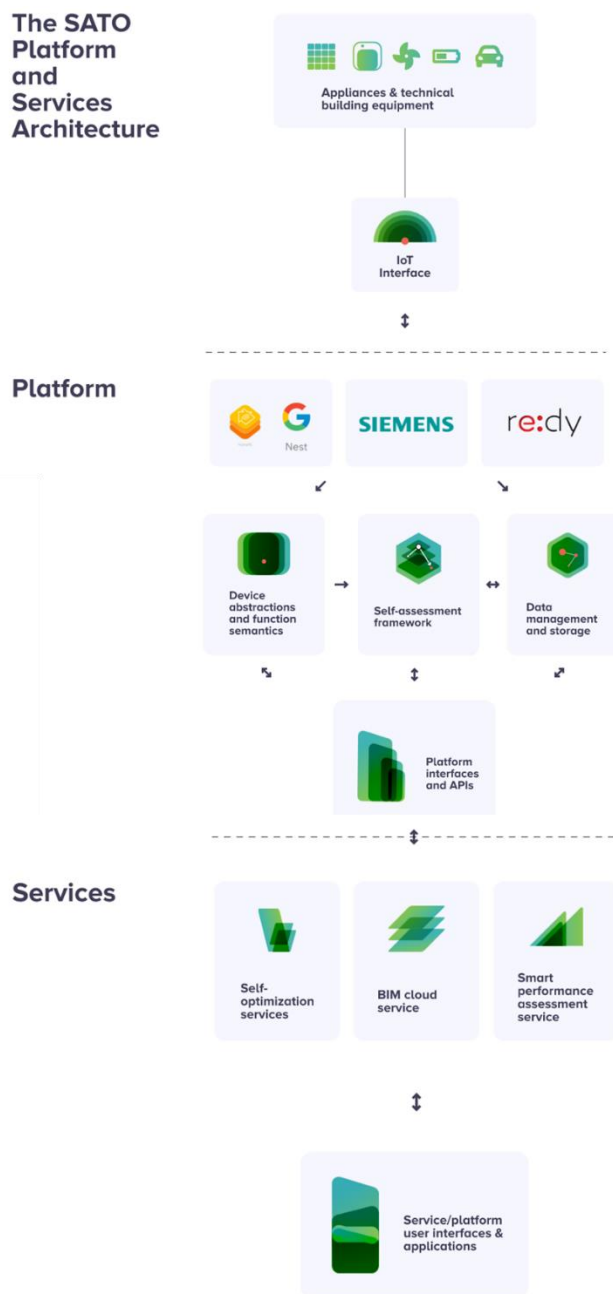 The SATO
Platform
and
Services
Architecture
Appliances & technical
building equipment
IoT
Interface
Platform
Nest
SIEMENS
re:dy
Device
abstractions
and function
semantics
Self-assessment
framework
Data
management
and storage
Platform
interfaces
and APIs
Services
Self-
optimization
services
BIM cloud
service
Smart
performance
assessment
service
Service/platform
user interfaces &
applications